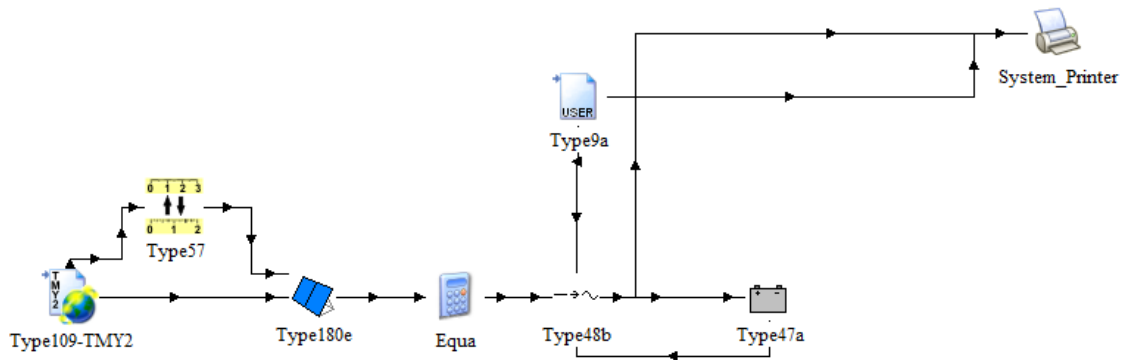 System_Printer
USER
Type9a
0 1 2 3
0 1 2
Type57
TMY2
Type109-TMY2
Type180e
Equa
Type48b
Type47a